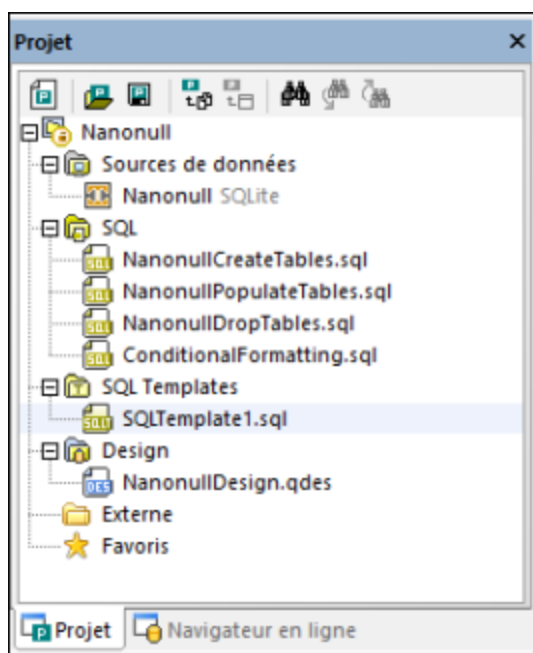 Projet
Nanonull
Sources de données
Nanonull SQLite
SQL
NanonullCreateTables.sql
NanonullPopulateTables.sql
NanonullDropTables.sql
ConditionalFormatting.sql
SQL Templates
SQLTemplate1.sql
Design
NanonullDesign.qdes
Externe
Favoris
Projet Navigateur en ligne